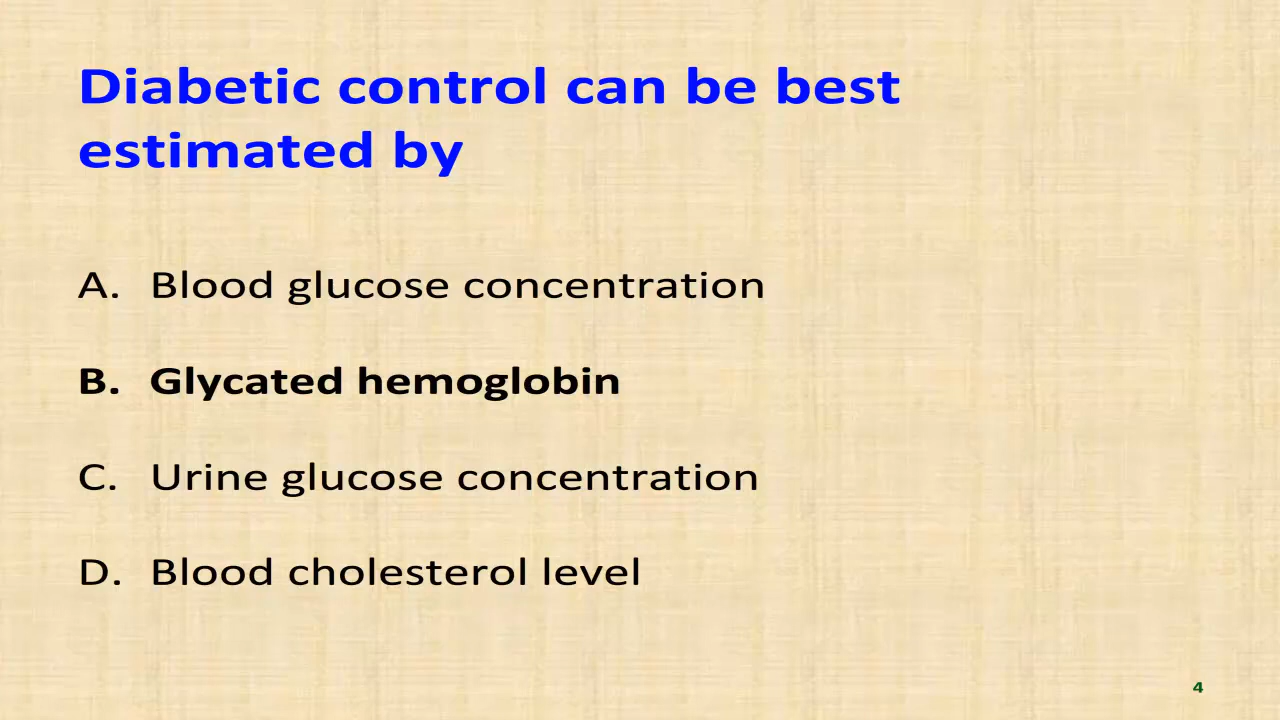 Diabetic control can be best
estimated by
A. Blood glucose concentration
B. Glycated hemoglobin
C. Urine glucose concentration
D. Blood cholesterol level
4